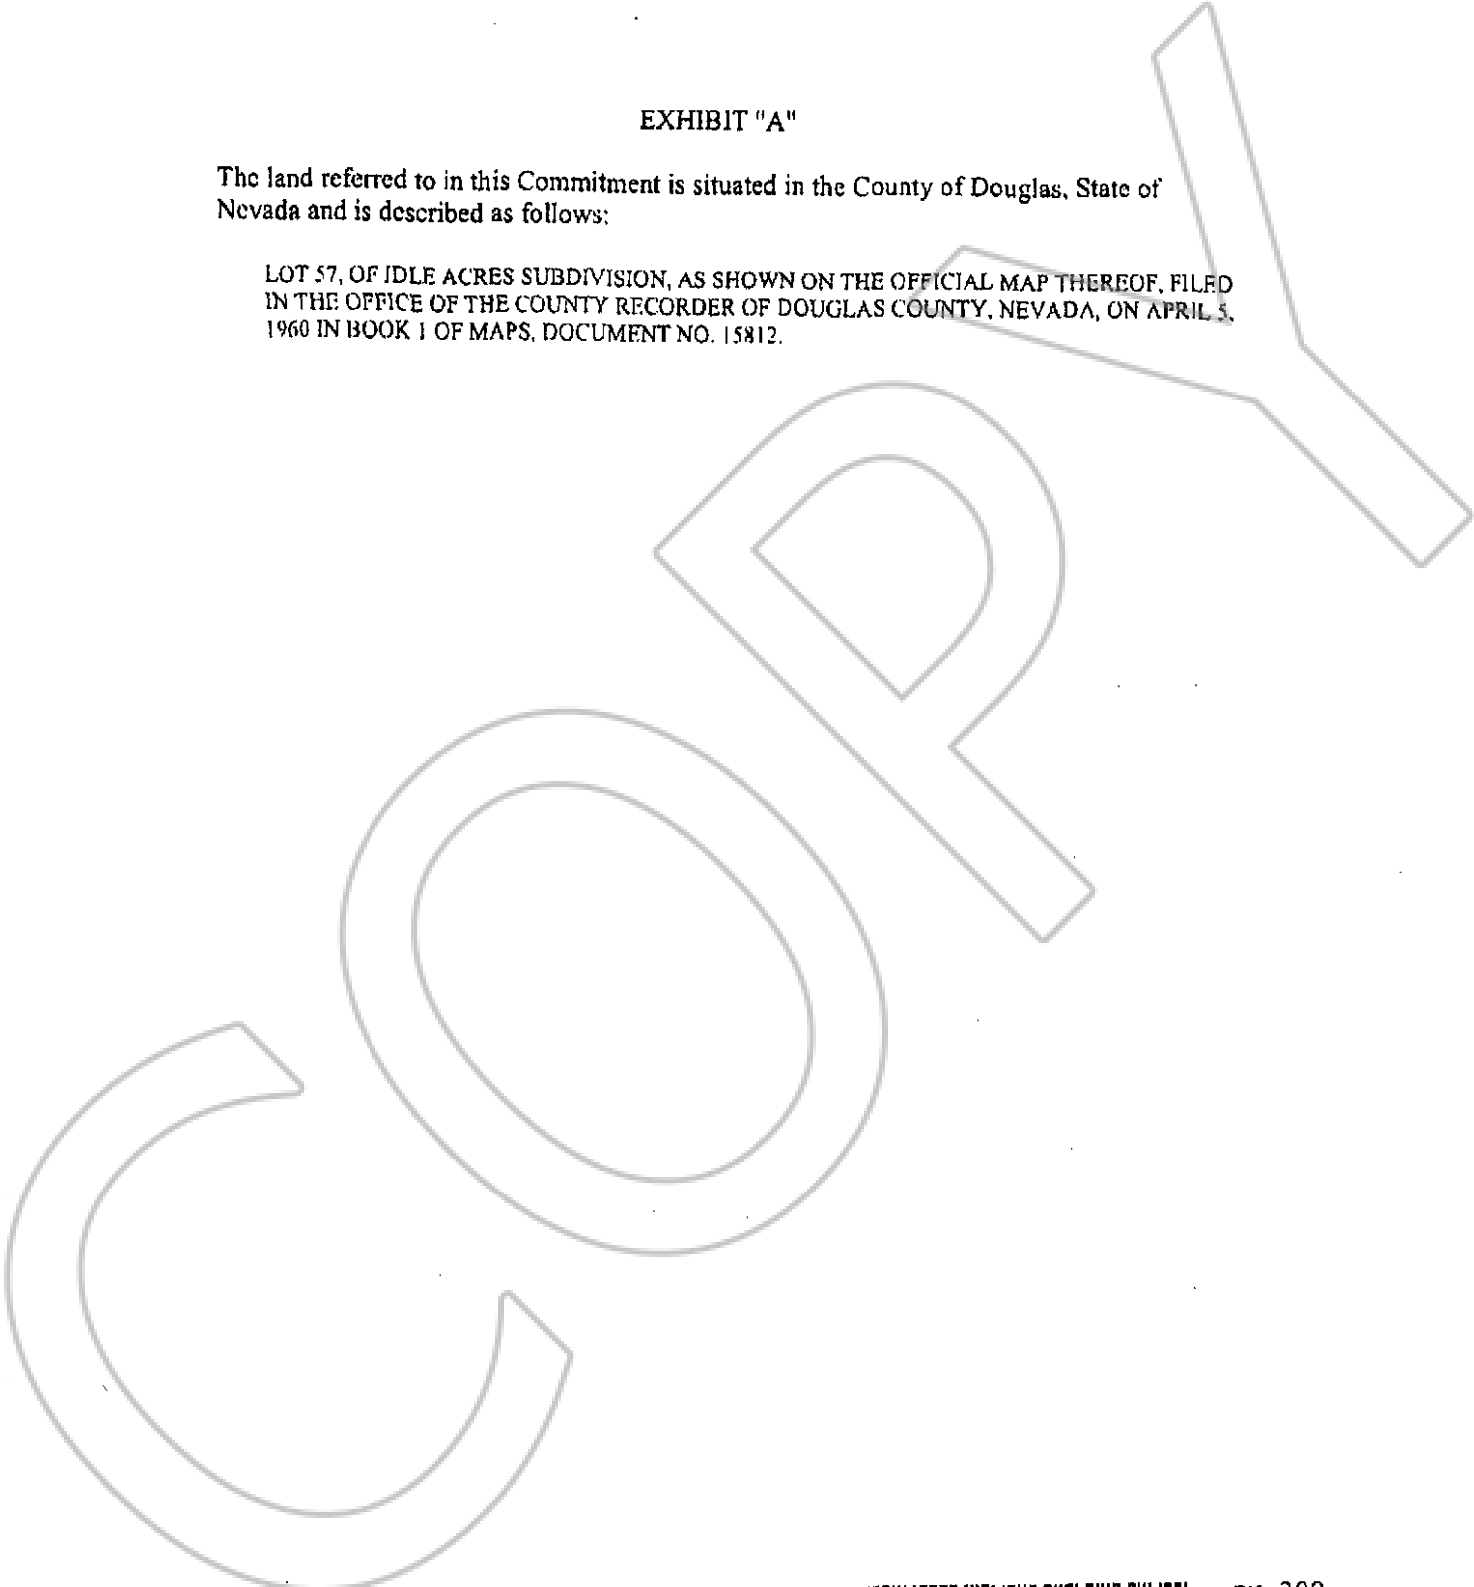 EXHIBIT "A"
The land referred to in this Commitment is situated in the County of Douglas, State of
Nevada and is described as follows:
LOT 57, OF IDLE ACRES SUBDIVISION, AS SHOWN ON THE OFFICIAL MAP THEREOF, FILED
IN THE OFFICE OF THE COUNTY RECORDER OF DOUGLAS COUNTY, NEVADA, ON APRIL 5,
1960 IN BOOK 1 OF MAPS, DOCUMENT NO. 15812.
COPY